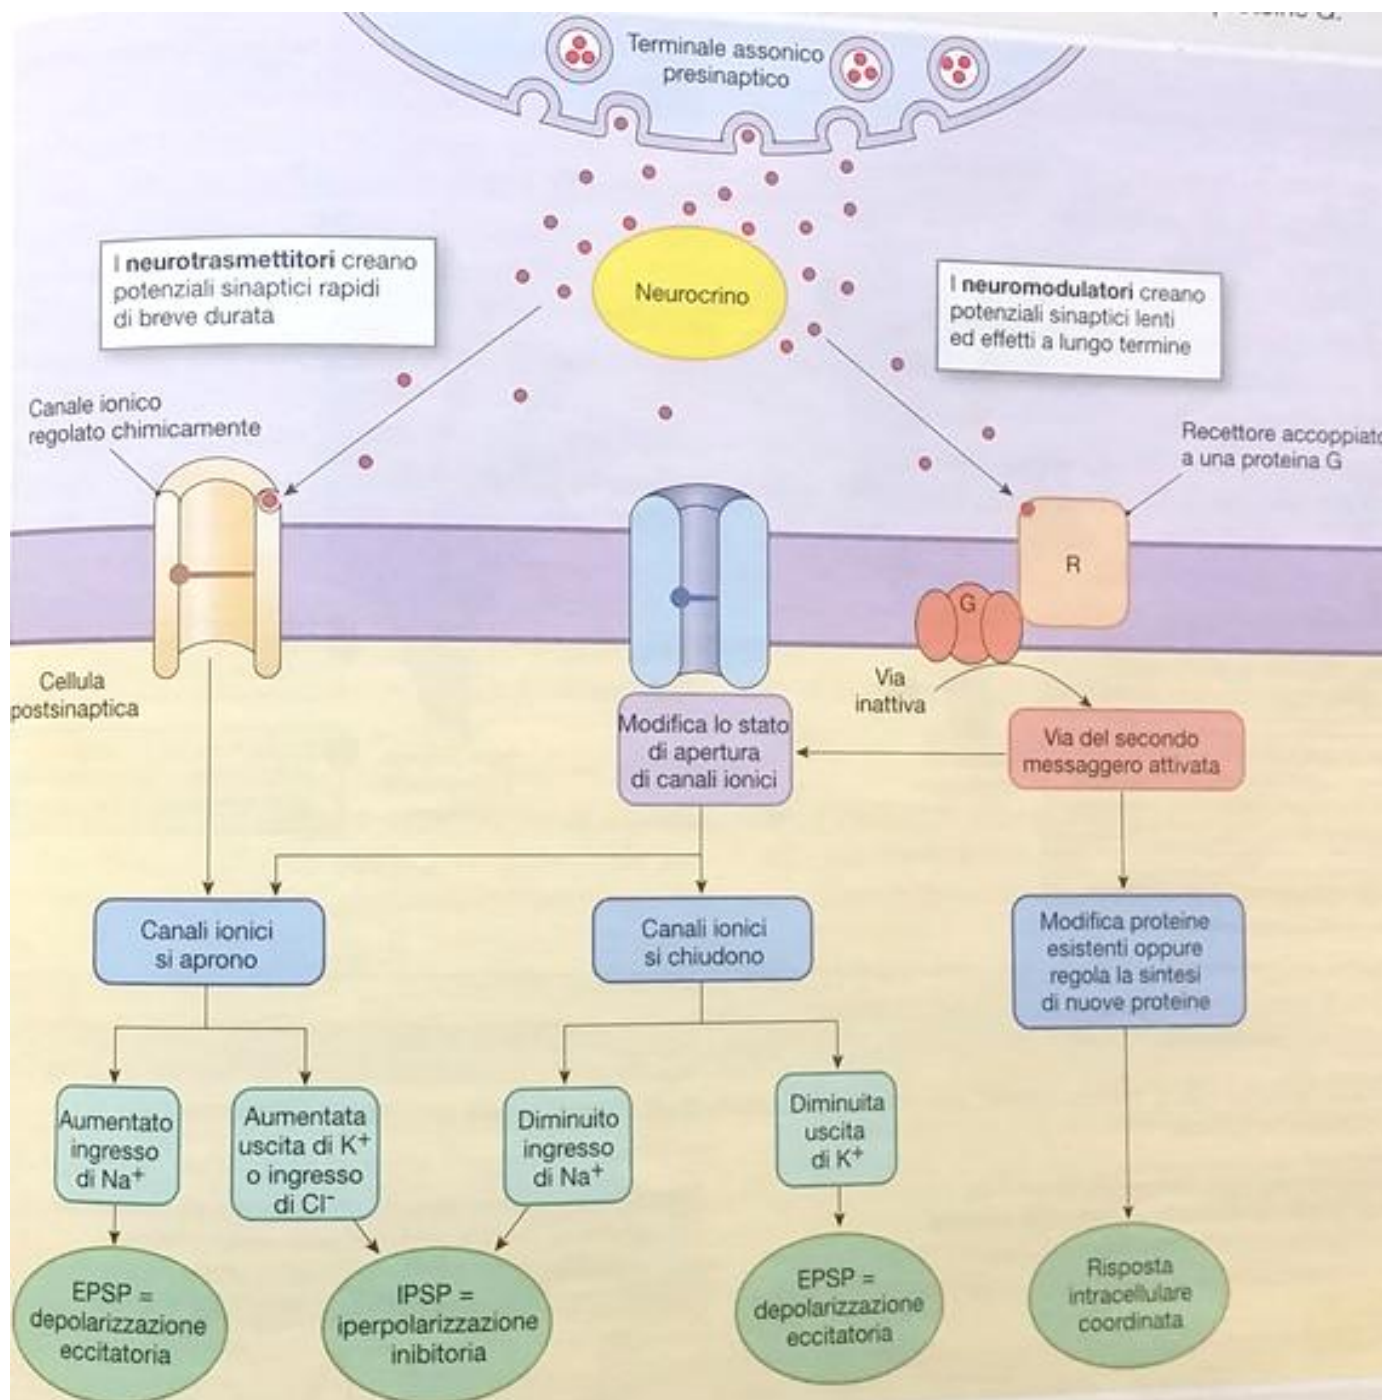 proteine G.
Terminale assonico
presinaptico
I neurotrasmettitori creano
potenziali sinaptici rapidi
di breve durata
Neurocrino
I neuromodulatori creano
potenziali sinaptici lenti
ed effetti a lungo termine
Canale ionico
regolato chimicamente
Recettore accoppiato
a una proteina G
R
G
Cellula
postsinaptica
Via
inattiva
Modifica lo stato
di apertura
di canali ionici
Via del secondo
messaggero attivata
Canali ionici
si aprono
Canali ionici
si chiudono
Modifica proteine
esistenti oppure
regola la sintesi
di nuove proteine
Aumentato
ingresso
di Na⁺
Aumentata
uscita di K⁺
o ingresso
di Cl⁻
Diminuito
ingresso
di Na⁺
Diminuita
uscita
di K⁺
EPSP =
depolarizzazione
eccitatoria
IPSP =
iperpolarizzazione
inibitoria
EPSP =
depolarizzazione
eccitatoria
Risposta
intracellulare
coordinata